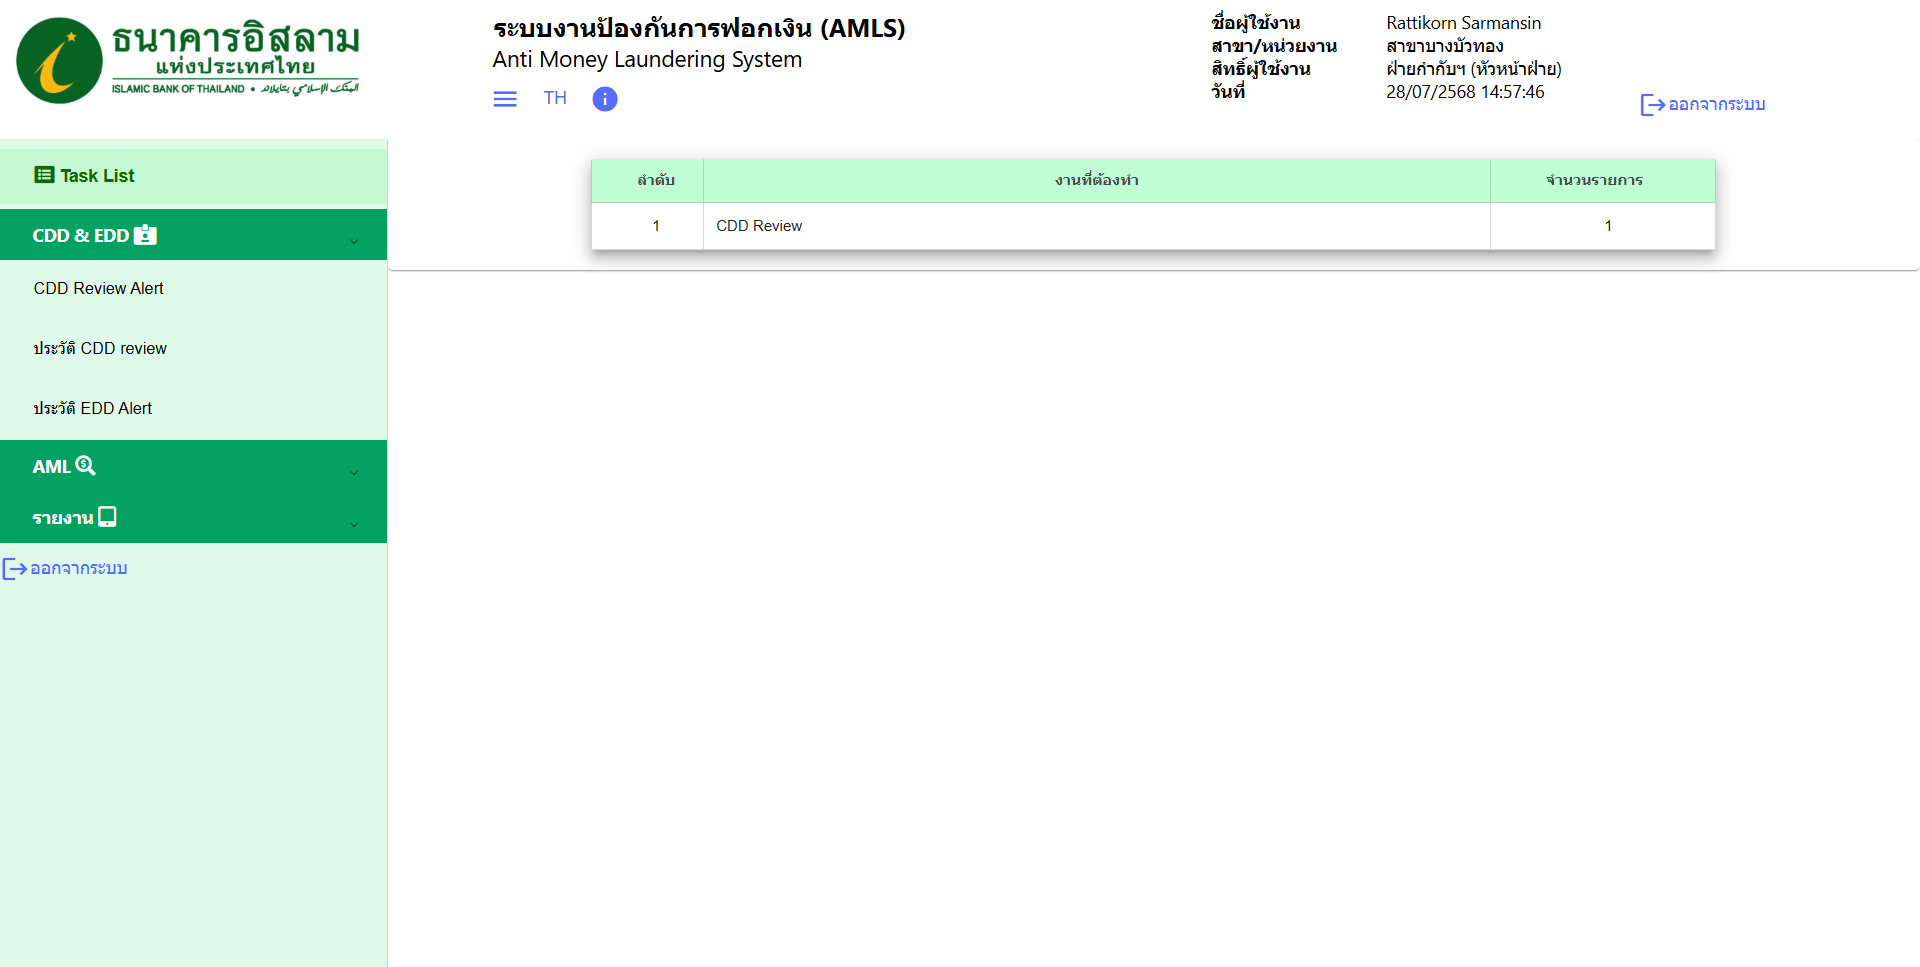 ธนาคารอิสลาม
แห่งประเทศไทย
ISLAMIC BANK OF THAILAND •
ระบบงานป้องกันการฟอกเงิน (AMLS)
Anti Money Laundering System
TH
ชื่อผู้ใช้งาน Rattikorn Sarmansin
สาขา/หน่วยงาน สาขาบางบัวทอง
สิทธิ์ผู้ใช้งาน ฝ่ายกำกับฯ (หัวหน้าฝ่าย)
วันที่ 28/07/2568 14:57:46
ออกจากระบบ
Task List
CDD & EDD
CDD Review Alert
ประวัติ CDD review
ประวัติ EDD Alert
AML
รายงาน
ออกจากระบบ
ลำดับ งานที่ต้องทำ จำนวนรายการ
1 CDD Review 1